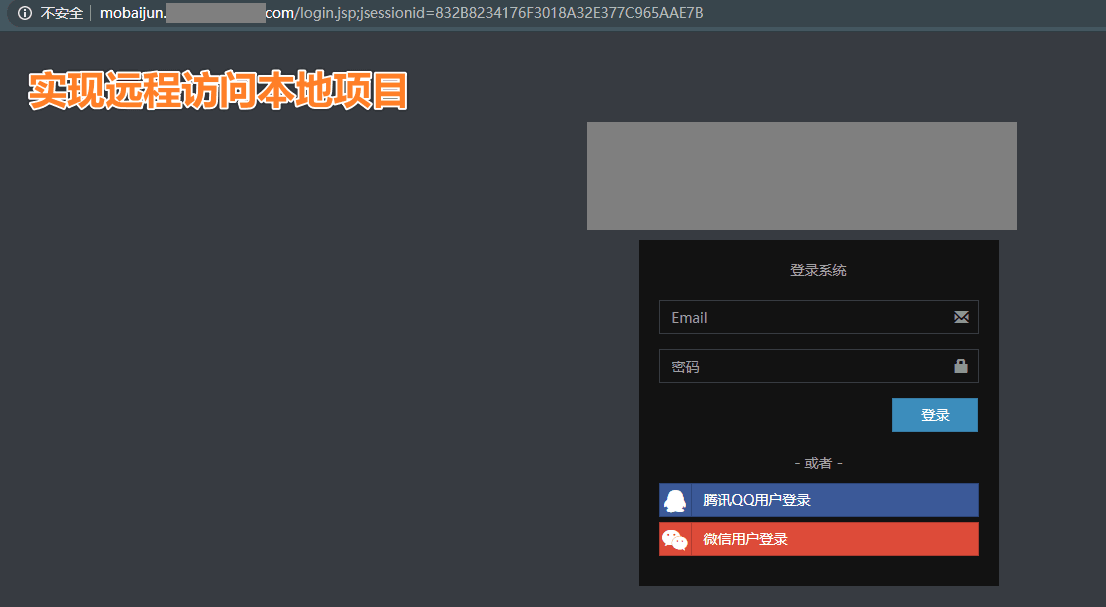 不安全 mobaijun. com/login.jsp;jsessionid=832B8234176F3018A32E377C965AAE7B
实现远程访问本地项目
登录系统
Email
密码
登录
- 或者 -
腾讯QQ用户登录
微信用户登录